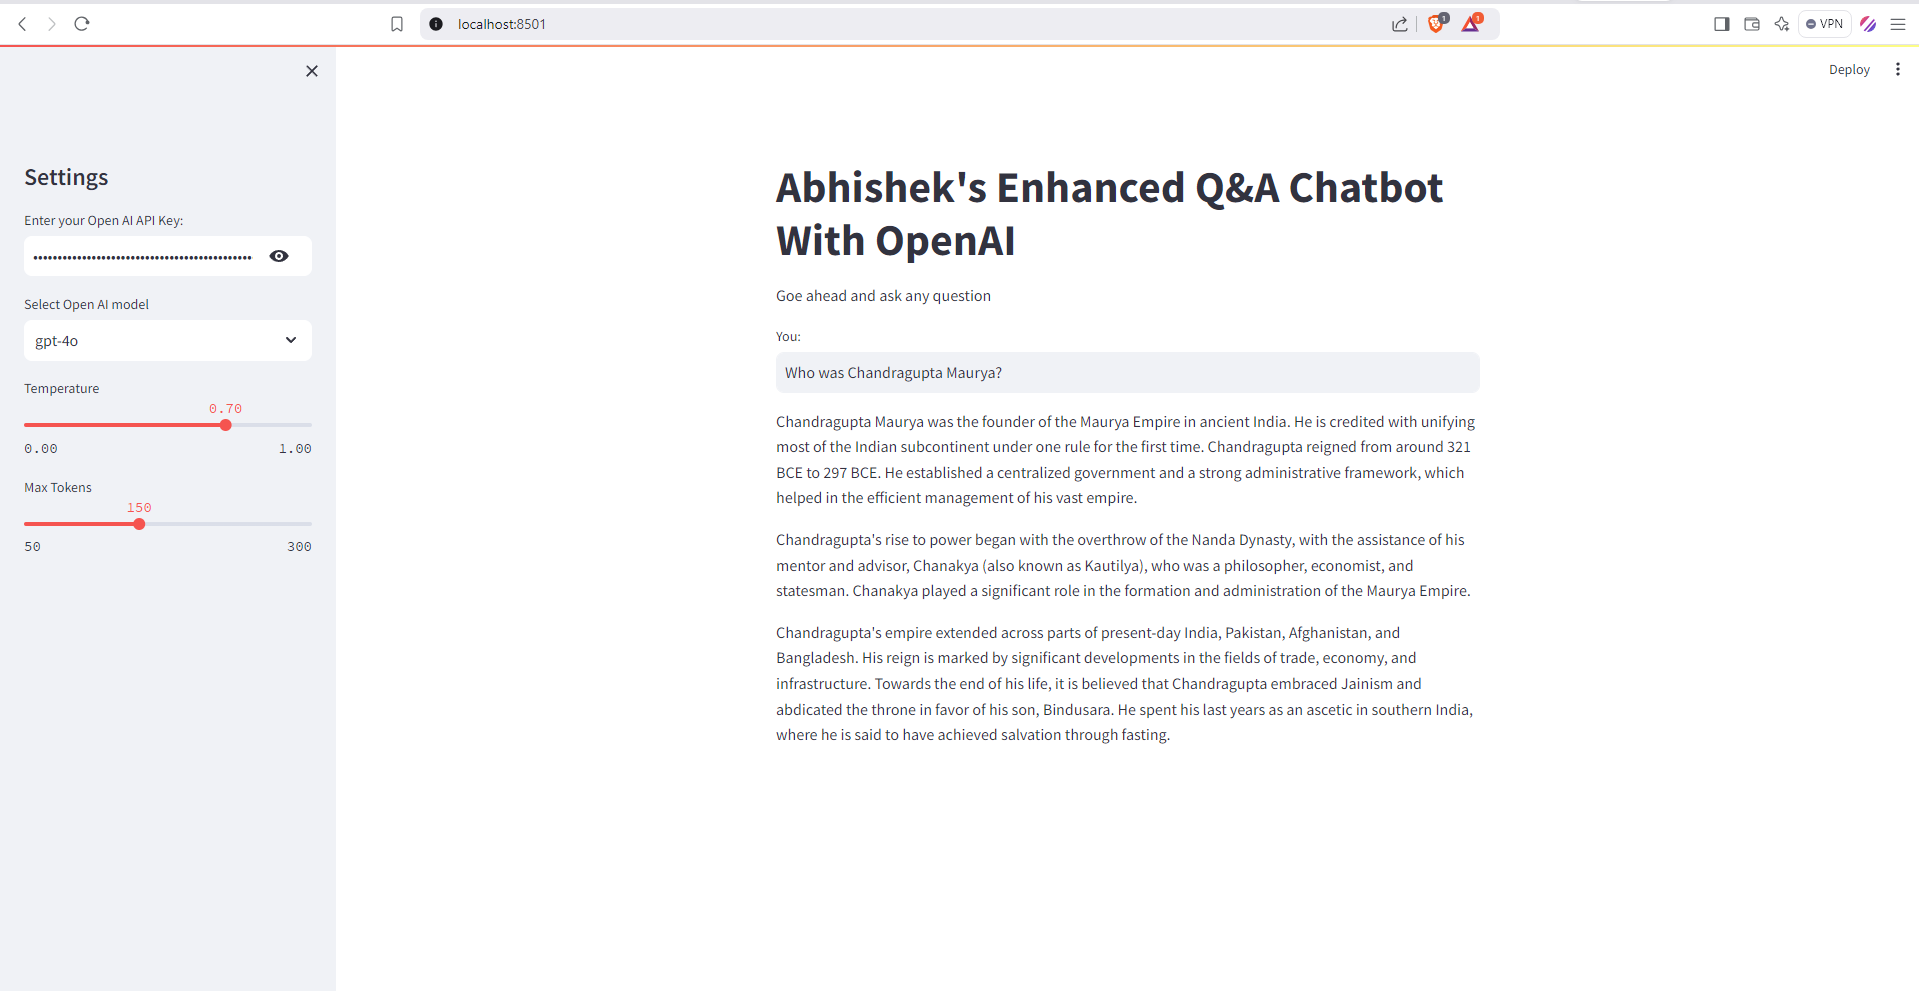 localhost:8501
1
1
VPN
Deploy
Settings
Enter your Open AI API Key:
Select Open AI model
gpt-4o
Temperature
0.70
0.00 1.00
Max Tokens
150
50 300
Abhishek's Enhanced Q&A Chatbot
With OpenAI
Goe ahead and ask any question
You:
Who was Chandragupta Maurya?
Chandragupta Maurya was the founder of the Maurya Empire in ancient India. He is credited with unifying
most of the Indian subcontinent under one rule for the first time. Chandragupta reigned from around 321
BCE to 297 BCE. He established a centralized government and a strong administrative framework, which
helped in the efficient management of his vast empire.
Chandragupta's rise to power began with the overthrow of the Nanda Dynasty, with the assistance of his
mentor and advisor, Chanakya (also known as Kautilya), who was a philosopher, economist, and
statesman. Chanakya played a significant role in the formation and administration of the Maurya Empire.
Chandragupta's empire extended across parts of present-day India, Pakistan, Afghanistan, and
Bangladesh. His reign is marked by significant developments in the fields of trade, economy, and
infrastructure. Towards the end of his life, it is believed that Chandragupta embraced Jainism and
abdicated the throne in favor of his son, Bindusara. He spent his last years as an ascetic in southern India,
where he is said to have achieved salvation through fasting.